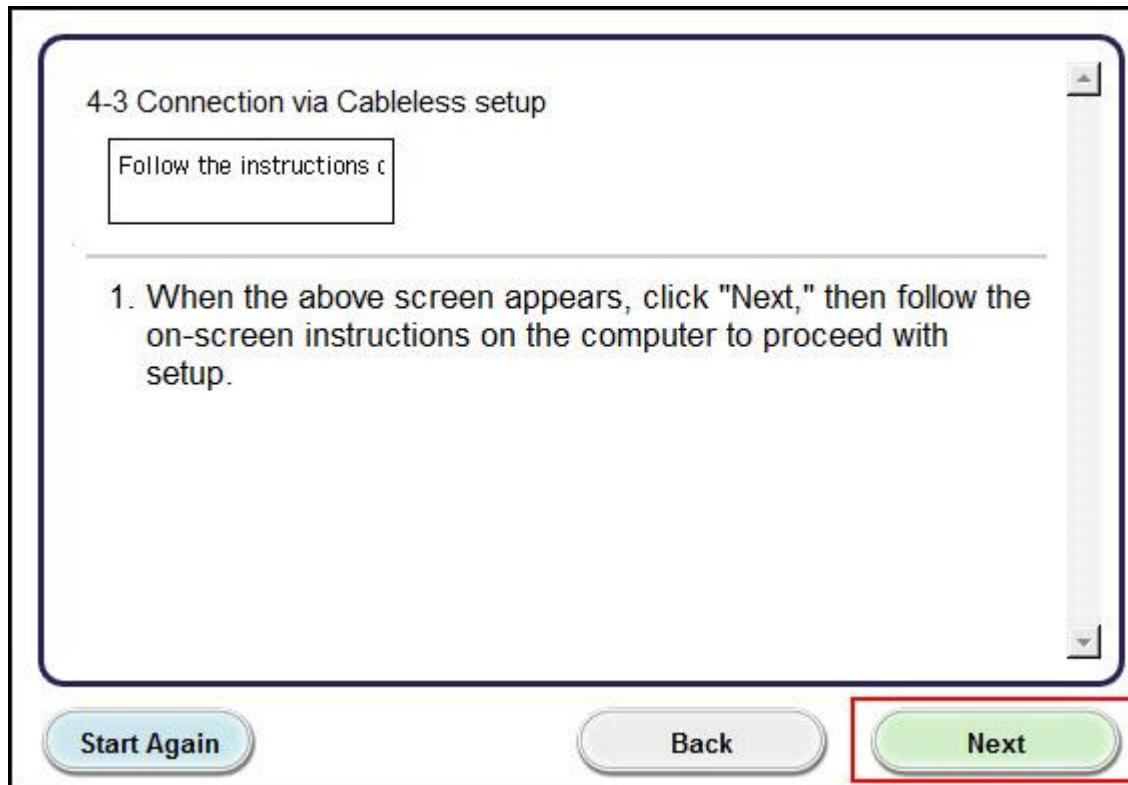 4-3 Connection via Cableless setup
Follow the instructions
1. When the above screen appears, click "Next," then follow the
on-screen instructions on the computer to proceed with
setup.
Start Again
Back
Next